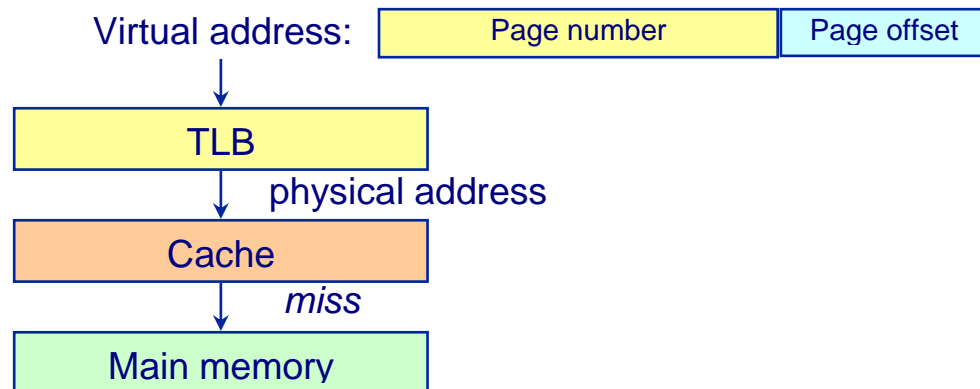 Virtual address: Page number Page offset
TLB
physical address
Cache
miss
Main memory